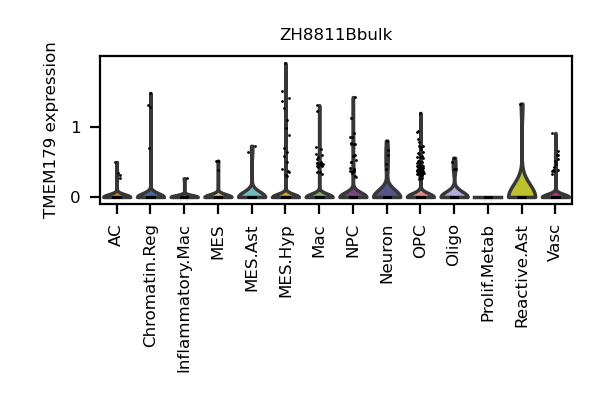 ZH8811Bbulk
TMEM179 expression
1
0
AC
Chromatin.Reg
Inflammatory.Mac
MES
MES.Ast
MES.Hyp
Mac
NPC
Neuron
OPC
Oligo
Prolif.Metab
Reactive.Ast
Vasc